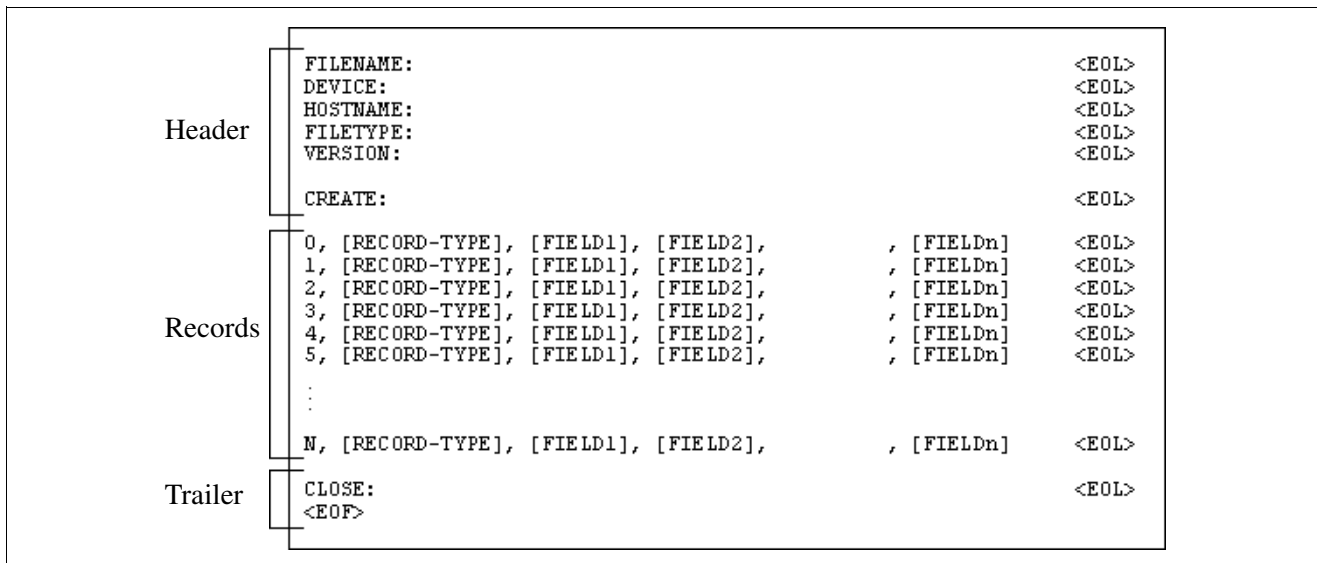 Header
FILENAME: <EOL>
DEVICE: <EOL>
HOSTNAME: <EOL>
FILETYPE: <EOL>
VERSION: <EOL>
CREATE: <EOL>
Records
0, [RECORD-TYPE], [FIELD1], [FIELD2], , [FIELDn] <EOL>
1, [RECORD-TYPE], [FIELD1], [FIELD2], , [FIELDn] <EOL>
2, [RECORD-TYPE], [FIELD1], [FIELD2], , [FIELDn] <EOL>
3, [RECORD-TYPE], [FIELD1], [FIELD2], , [FIELDn] <EOL>
4, [RECORD-TYPE], [FIELD1], [FIELD2], , [FIELDn] <EOL>
5, [RECORD-TYPE], [FIELD1], [FIELD2], , [FIELDn] <EOL>
⋮
N, [RECORD-TYPE], [FIELD1], [FIELD2], , [FIELDn] <EOL>
Trailer
CLOSE: <EOL>
<EOF>